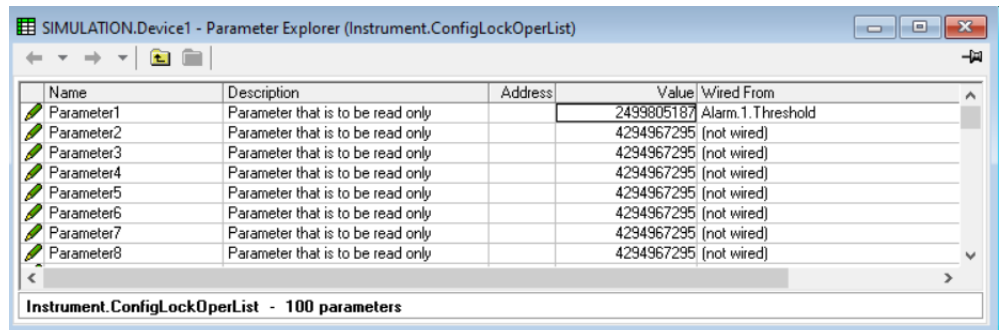 SIMULATION.Device1 - Parameter Explorer (Instrument.ConfigLockOperList)
Name Description Address Value Wired From
Parameter1 Parameter that is to be read only 2499805187 Alarm.1.Threshold
Parameter2 Parameter that is to be read only 4294967295 (not wired)
Parameter3 Parameter that is to be read only 4294967295 (not wired)
Parameter4 Parameter that is to be read only 4294967295 (not wired)
Parameter5 Parameter that is to be read only 4294967295 (not wired)
Parameter6 Parameter that is to be read only 4294967295 (not wired)
Parameter7 Parameter that is to be read only 4294967295 (not wired)
Parameter8 Parameter that is to be read only 4294967295 (not wired)
Instrument.ConfigLockOperList - 100 parameters